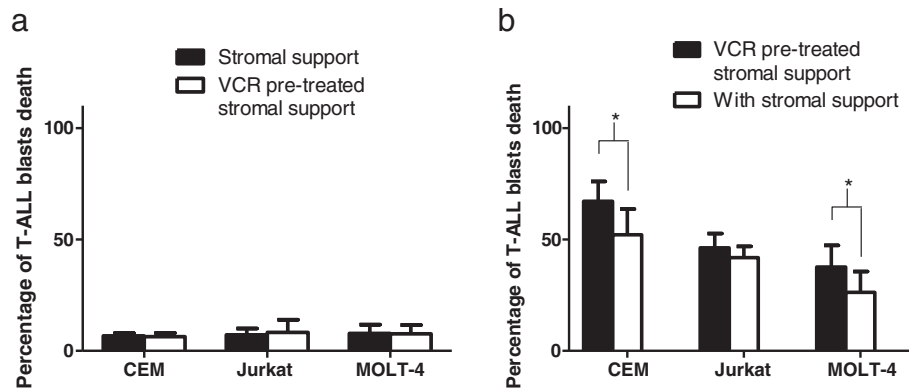 a
Stromal support
VCR pre-treated
stromal support
Percentage of T-ALL blasts death
100
50
0
CEM
Jurkat
MOLT-4
b
VCR pre-treated
stromal support
With stromal support
Percentage of T-ALL blasts death
100
50
0
*
*
CEM
Jurkat
MOLT-4